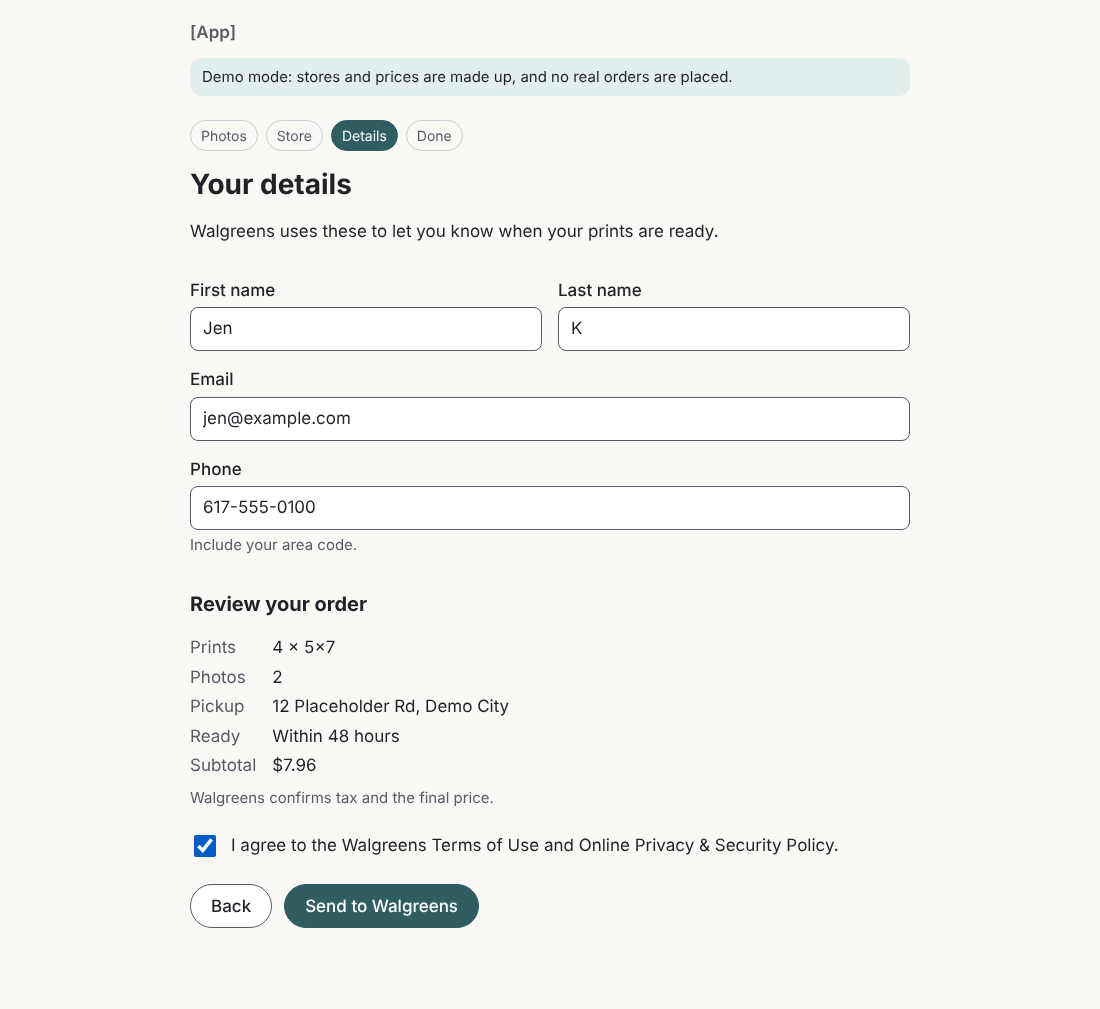 [App]
Demo mode: stores and prices are made up, and no real orders are placed.
Photos Store Details Done
Your details
Walgreens uses these to let you know when your prints are ready.
First name Last name
Jen K
Email
jen@example.com
Phone
617-555-0100
Include your area code.
Review your order
Prints 4 × 5×7
Photos 2
Pickup 12 Placeholder Rd, Demo City
Ready Within 48 hours
Subtotal $7.96
Walgreens confirms tax and the final price.
I agree to the Walgreens Terms of Use and Online Privacy & Security Policy.
Back Send to Walgreens